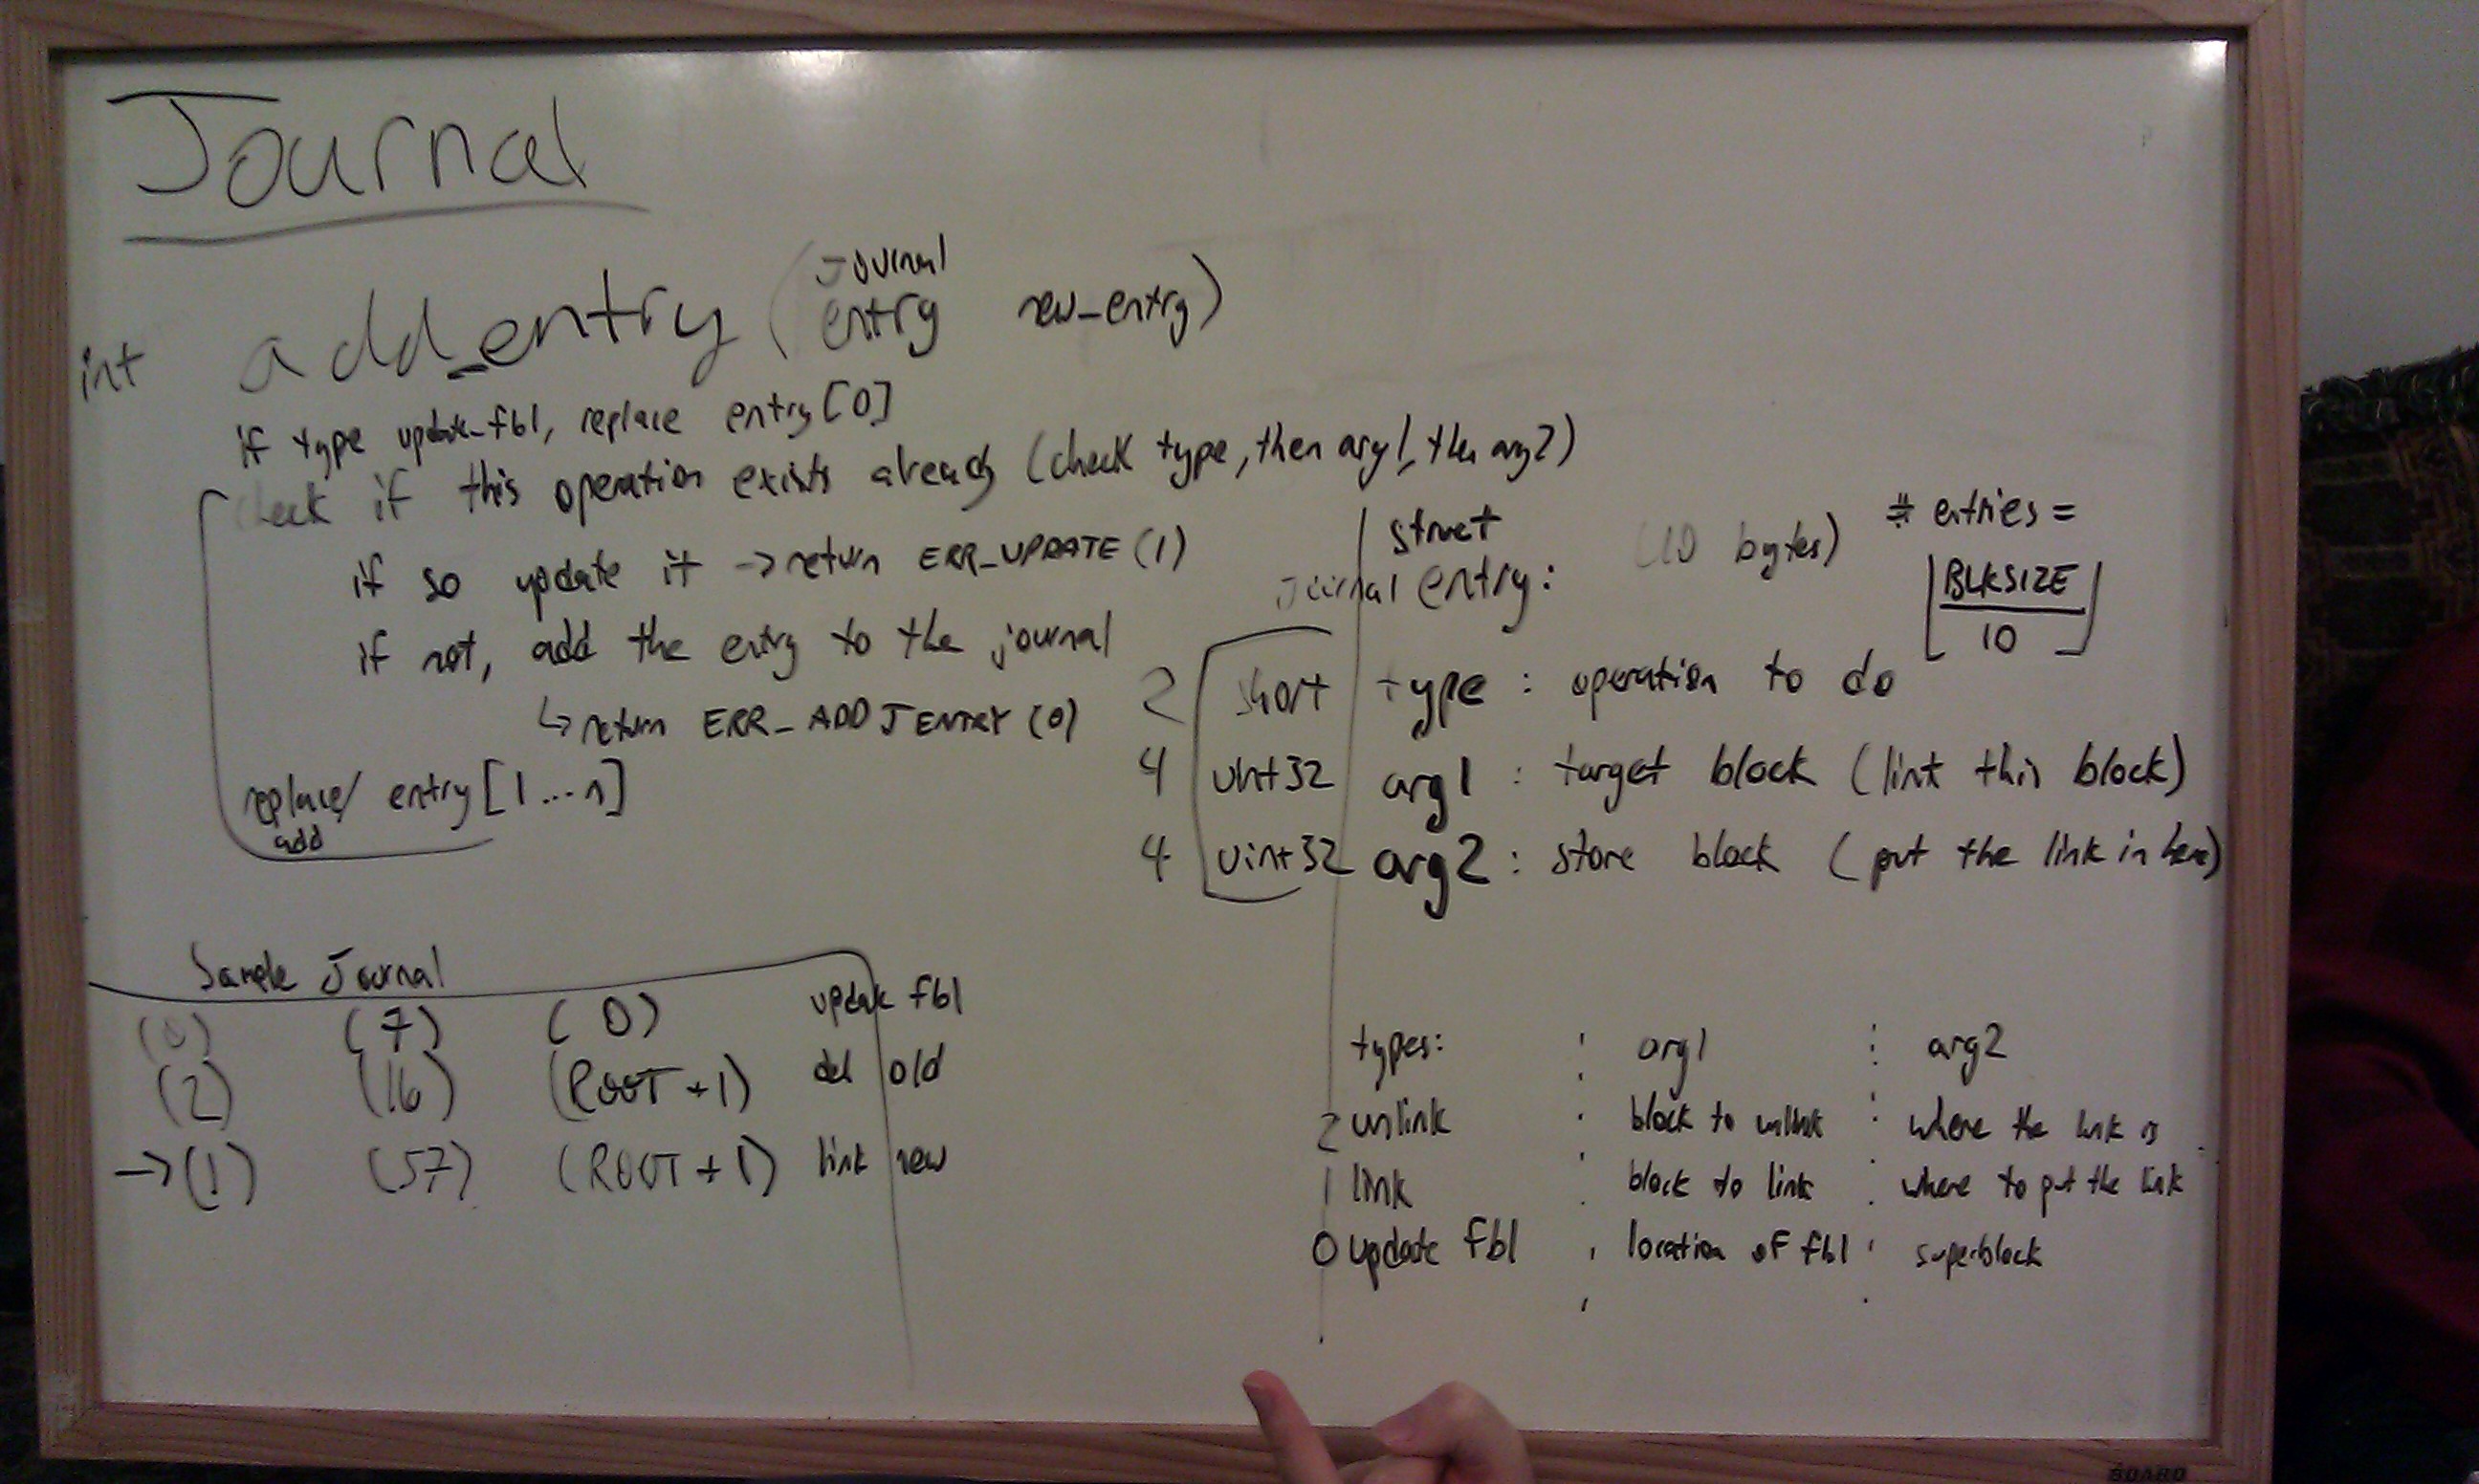 Journal
int add_entry (Journal entry new_entry)
if type update_fbl, replace entry[0]
check if this operation exists already (check type, then arg1, then arg2)
if so update it -> return ERR_UPDATE (1)
if not, add the entry to the journal
↳ return ERR_ADDJENTRY (0)
replace/ entry [1...n]
add
struct
Journal entry: (10 bytes)
# entries =
⌊BLKSIZE
10⌋
2 short type : operation to do
4 uint32 arg1 : target block (link this block)
4 uint32 arg2 : store block (put the link in here)
Sample Journal
(0) (7) (0) update fbl
(2) (16) (ROOT + 1) del old
->(1) (57) (ROOT + 1) link new
types: : arg1 : arg2
2 unlink : block to unlink : where the link is
1 link : block to link : where to put the link
0 update fbl : location of fbl : superblock
BOARD